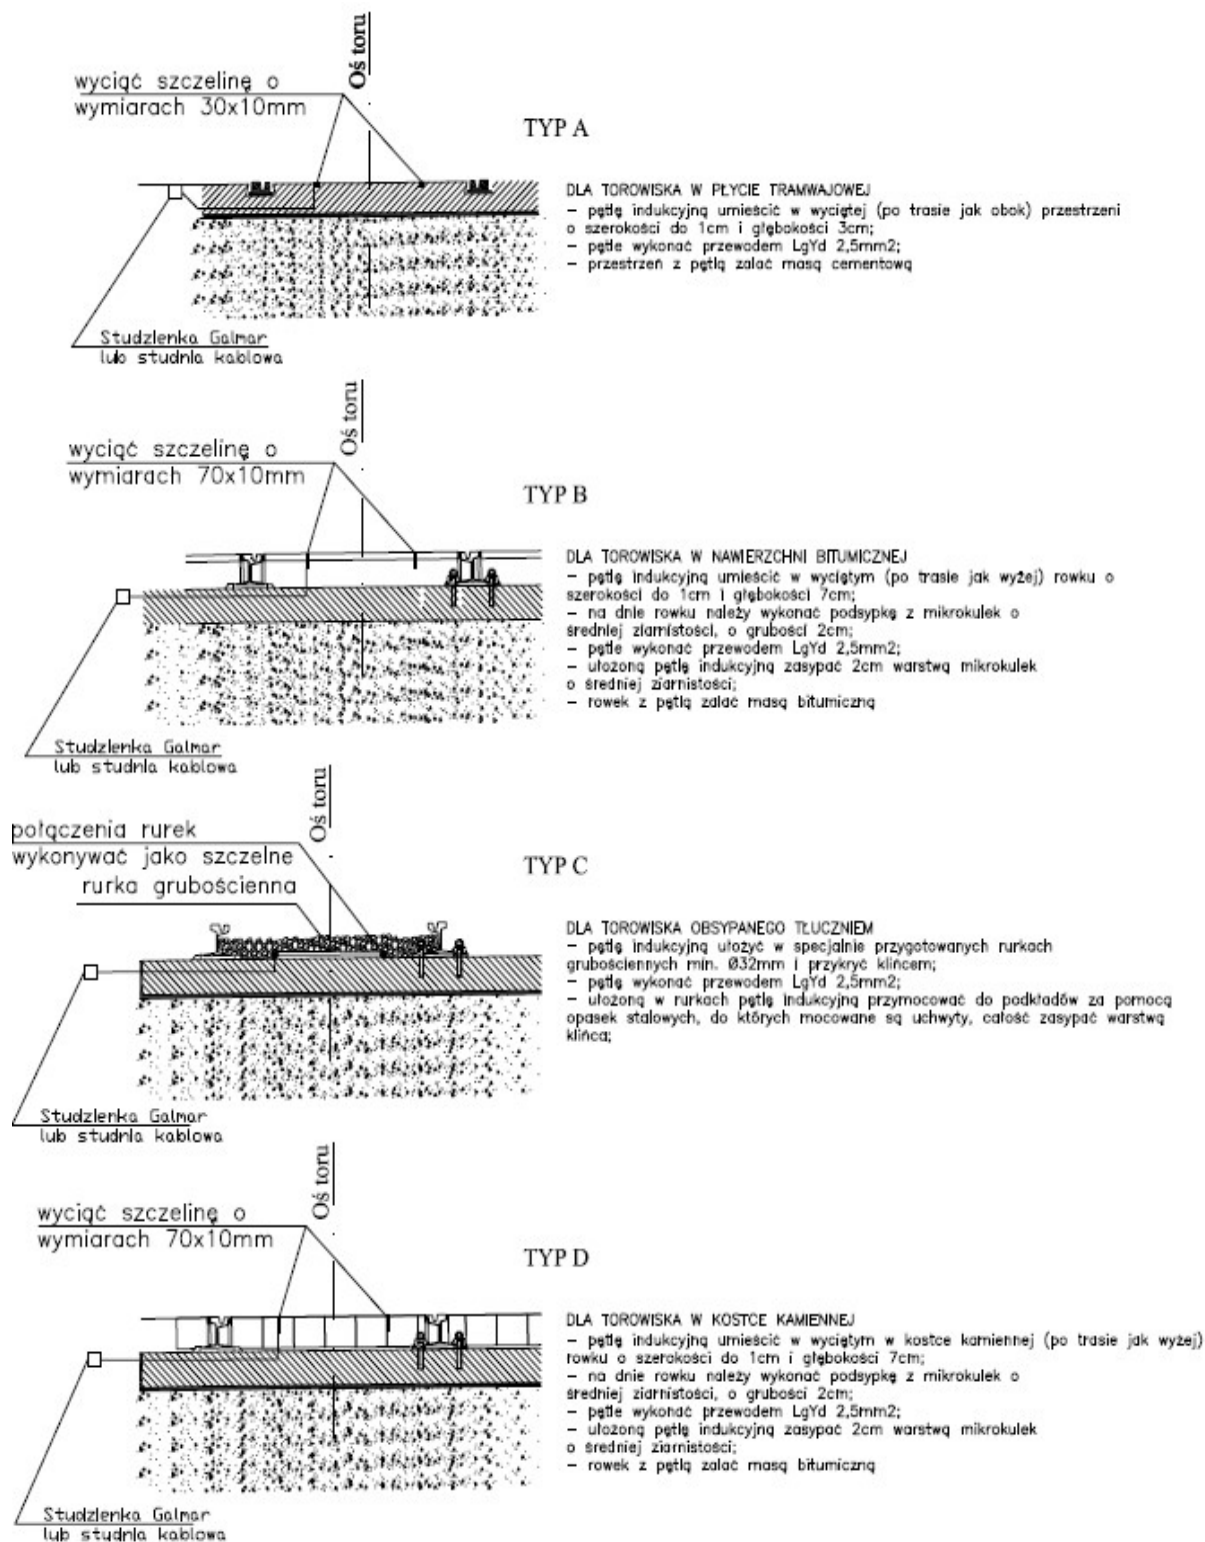 Oś toru
wyciąć szczelinę o
wymiarach 30x10mm
TYP A
DLA TOROWISKA W PŁYCIE TRAMWAJOWEJ
– pętlę indukcyjną umieścić w wyciętej (po trasie jak obok) przestrzeni
o szerokości do 1cm i głębokości 3cm;
– pętle wykonać przewodem LgYd 2,5mm2;
– przestrzeń z pętlą zalać masą cementową
Studzienka Galmar
lub studnia kablowa
Oś toru
wyciąć szczelinę o
wymiarach 70x10mm
TYP B
DLA TOROWISKA W NAWIERZCHNI BITUMICZNEJ
– pętlę indukcyjną umieścić w wyciętym (po trasie jak wyżej) rowku o
szerokości do 1cm i głębokości 7cm;
– na dnie rowku należy wykonać podsypkę z mikrokulek o
średniej ziarnistości, o grubości 2cm;
– pętle wykonać przewodem LgYd 2,5mm2;
– ułożoną pętlę indukcyjną zasypać 2cm warstwą mikrokulek
o średniej ziarnistości;
– rowek z pętlą zalać masą bitumiczną
Studzienka Galmar
lub studnia kablowa
Oś toru
połączenia rurek
wykonywać jako szczelne
rurka grubościenna
TYP C
DLA TOROWISKA OBSYPANEGO TŁUCZNIEM
– pętlę indukcyjną ułożyć w specjalnie przygotowanych rurkach
grubościennych min. Ø32mm i przykryć klińcem;
– pętle wykonać przewodem LgYd 2,5mm2;
– ułożoną w rurkach pętlę indukcyjną przymocować do podkładów za pomocą
opasek stalowych, do których mocowane są uchwyty, całość zasypać warstwą
klińca;
Studzienka Galmar
lub studnia kablowa
Oś toru
wyciąć szczelinę o
wymiarach 70x10mm
TYP D
DLA TOROWISKA W KOSTCE KAMIENNEJ
– pętlę indukcyjną umieścić w wyciętym w kostce kamiennej (po trasie jak wyżej)
rowku o szerokości do 1cm i głębokości 7cm;
– na dnie rowku należy wykonać podsypkę z mikrokulek o
średniej ziarnistości, o grubości 2cm;
– pętle wykonać przewodem LgYd 2,5mm2;
– ułożoną pętlę indukcyjną zasypać 2cm warstwą mikrokulek
o średniej ziarnistości;
– rowek z pętlą zalać masą bitumiczną
Studzienka Galmar
lub studnia kablowa